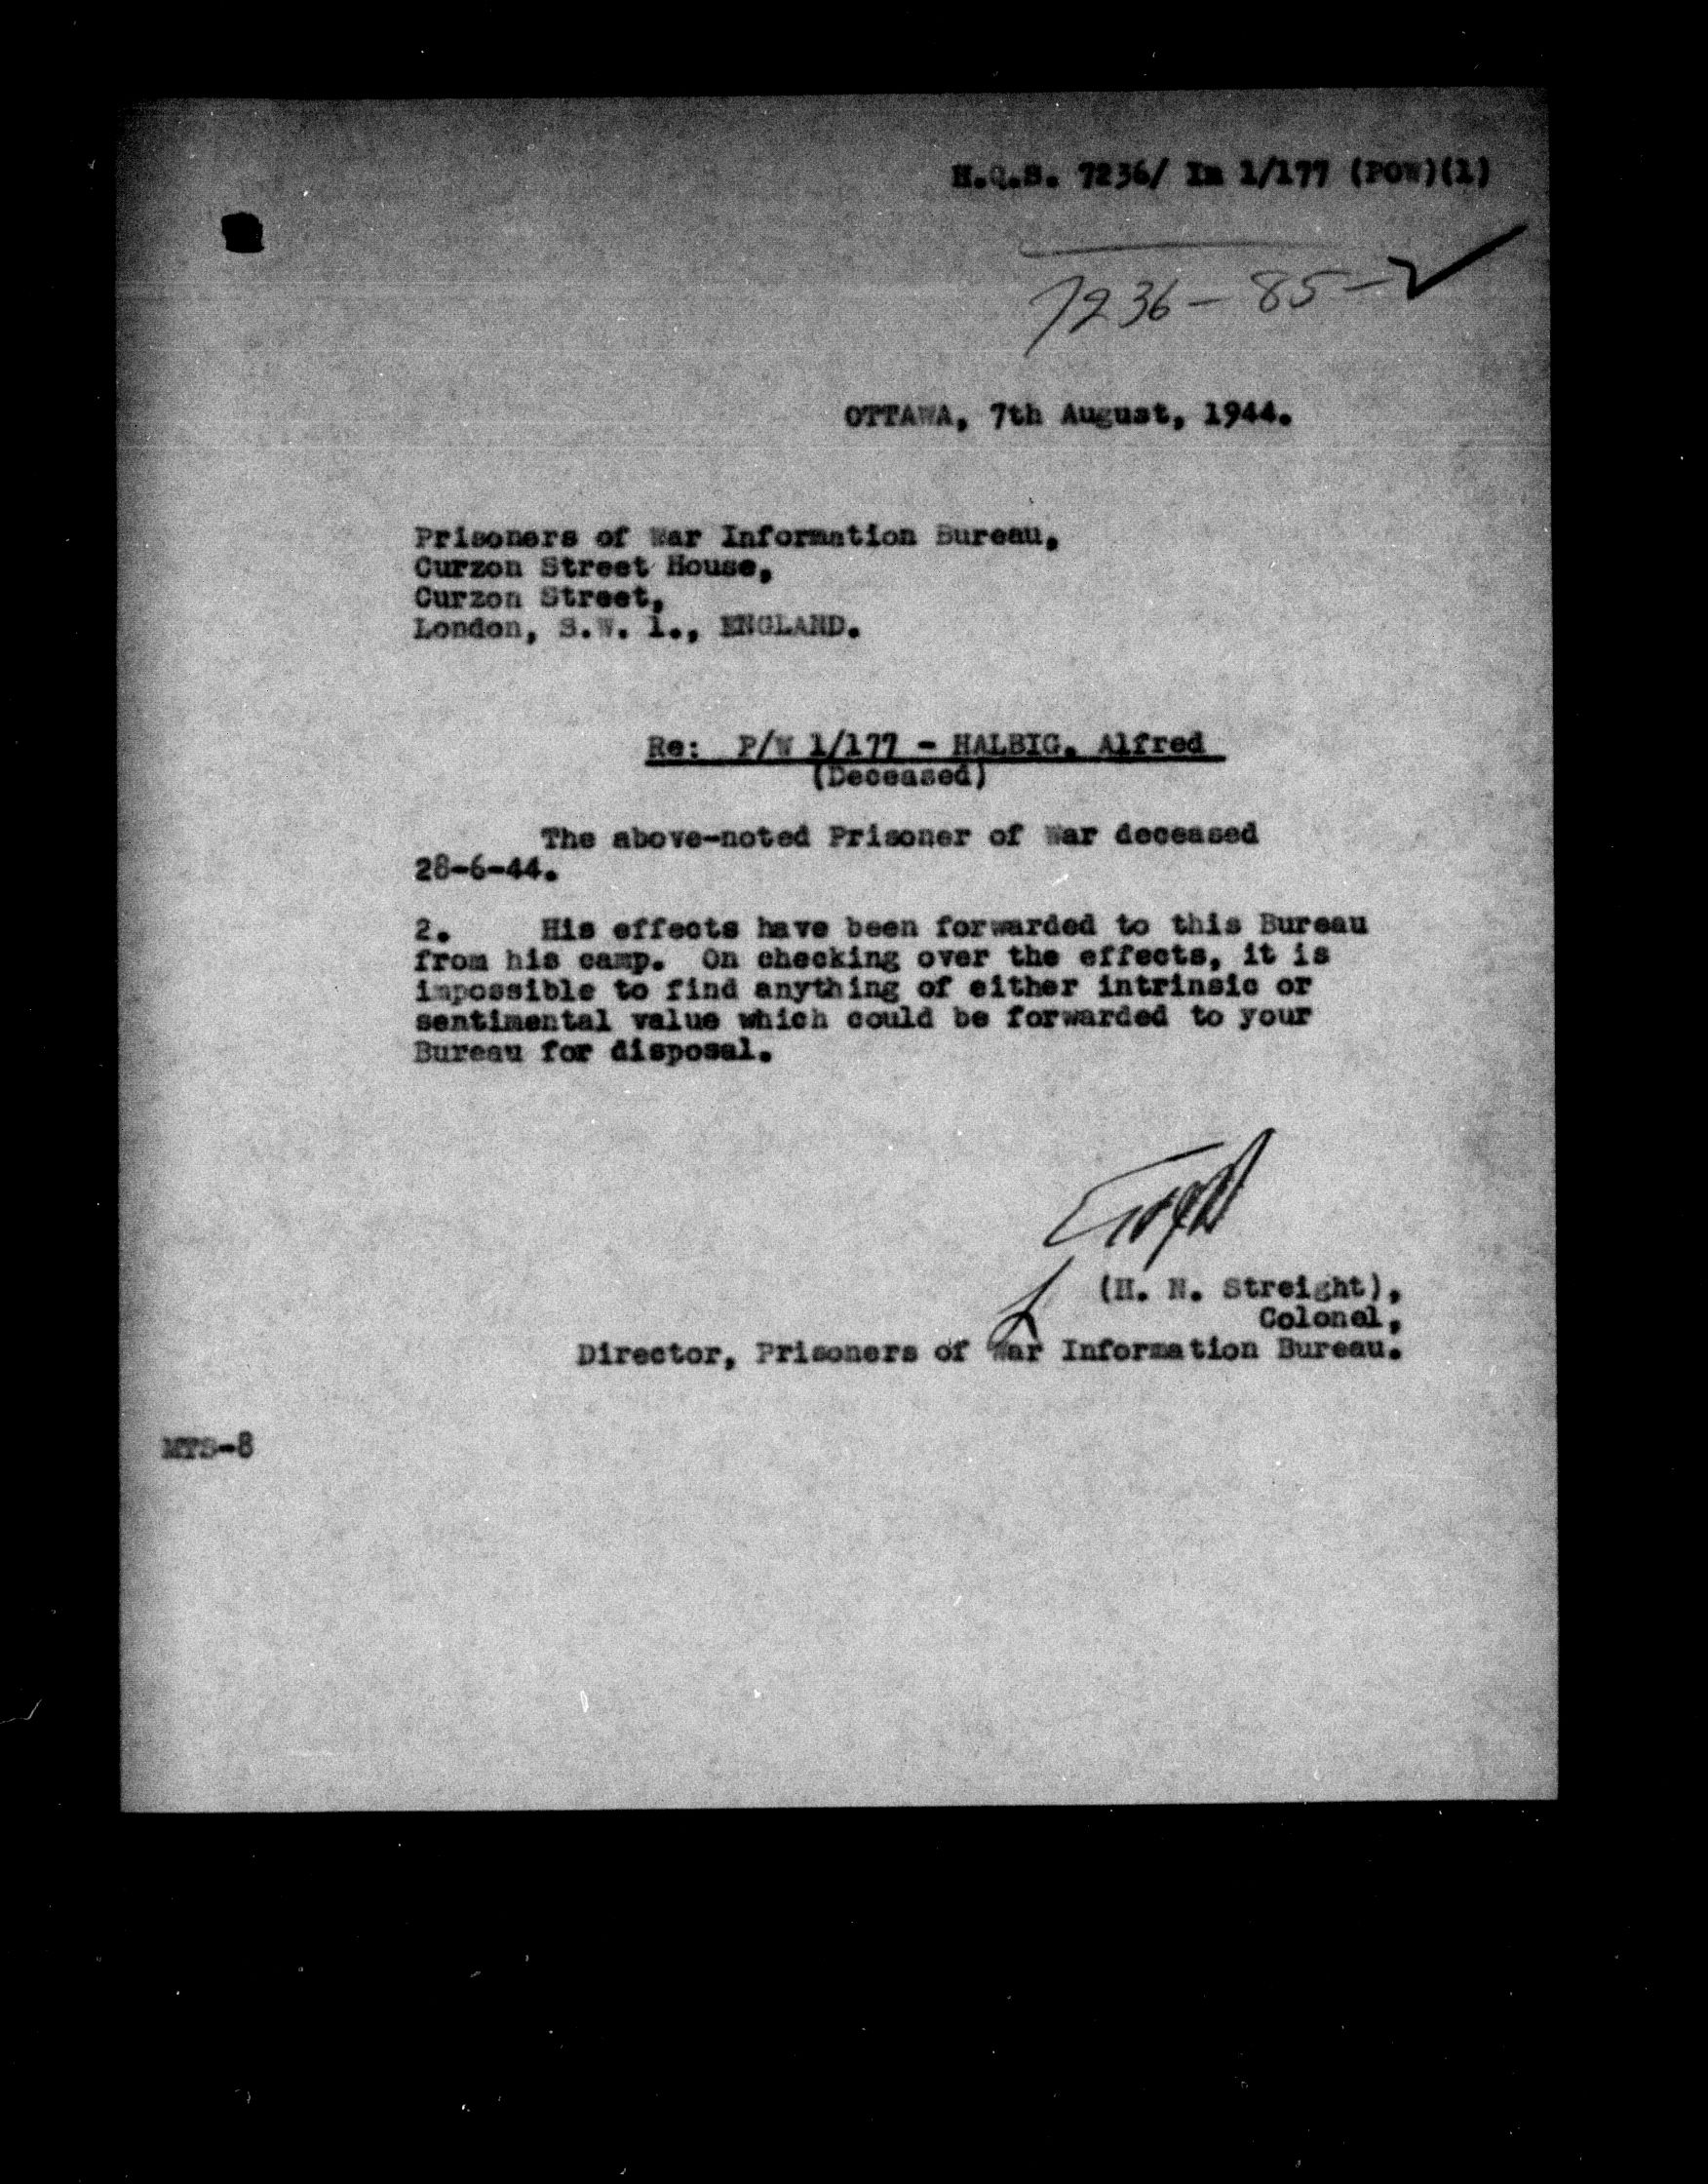 H.Q.S. 7236/ In 1/177 (POW)(1)
7236-85-
OTTAWA, 7th August, 1944.
Prisoners of War Information Bureau,
Curzon Street House,
Curzon Street,
London, S.W. 1., ENGLAND.
Re: P/W 1/177 - HALBIG, Alfred
(Deceased)
The above-noted Prisoner of War deceased
28-6-44.
2. His effects have been forwarded to this Bureau
from his camp. On checking over the effects, it is
impossible to find anything of either intrinsic or
sentimental value which could be forwarded to your
Bureau for disposal.
(H. N. Streight),
Colonel,
Director, Prisoners of War Information Bureau.
MTS-8